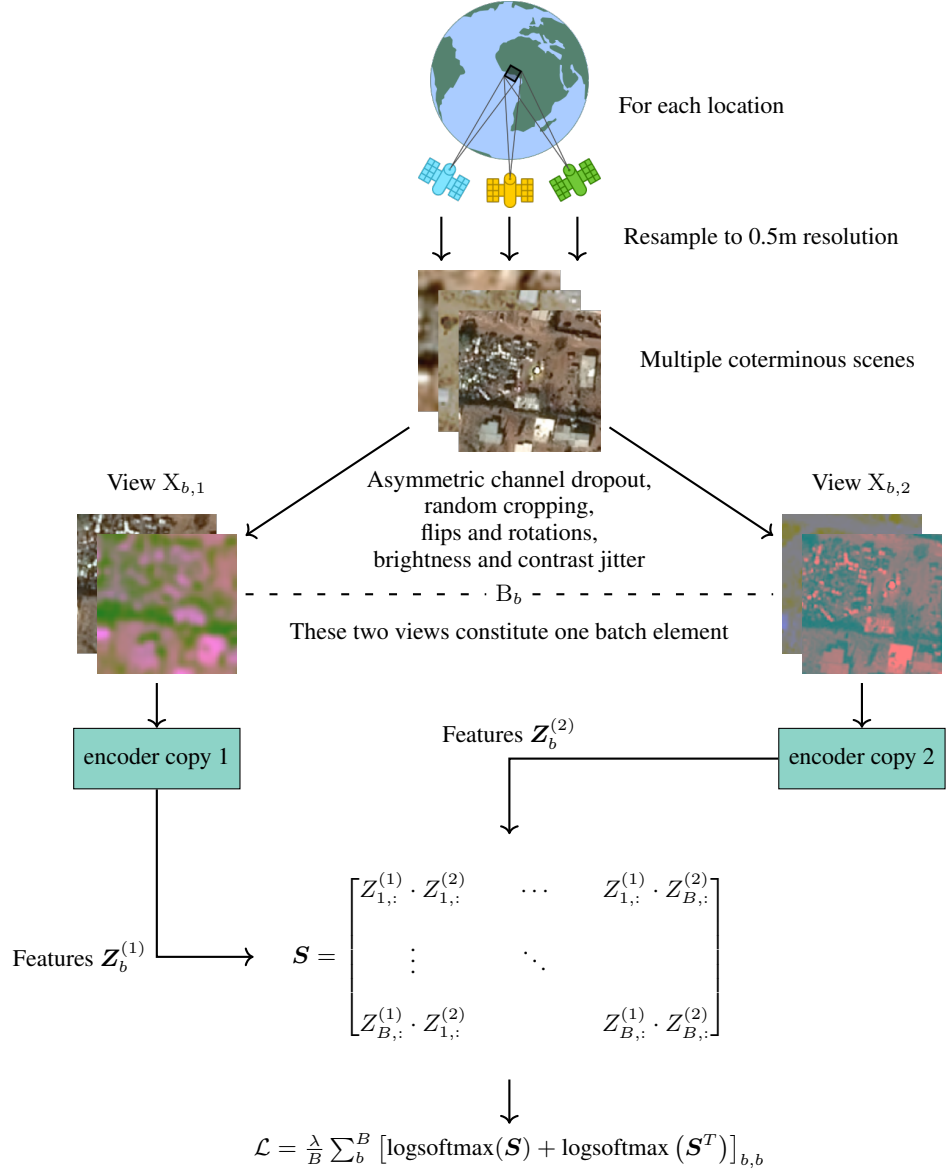 For each location
Resample to 0.5m resolution
Multiple coterminous scenes
View X_{b,1}
Asymmetric channel dropout,
random cropping,
flips and rotations,
brightness and contrast jitter
View X_{b,2}
B_b
These two views constitute one batch element
encoder copy 1
Features Z_b^{(2)}
encoder copy 2
Features Z_b^{(1)}
S = [ Z_{1,:}^{(1)} · Z_{1,:}^{(2)} ⋯ Z_{1,:}^{(1)} · Z_{B,:}^{(2)}
⋮ ⋱
Z_{B,:}^{(1)} · Z_{1,:}^{(2)} Z_{B,:}^{(1)} · Z_{B,:}^{(2)} ]
ℒ = \frac{λ}{B} ∑_b^B [logsoftmax(S) + logsoftmax (S^T)]_{b,b}